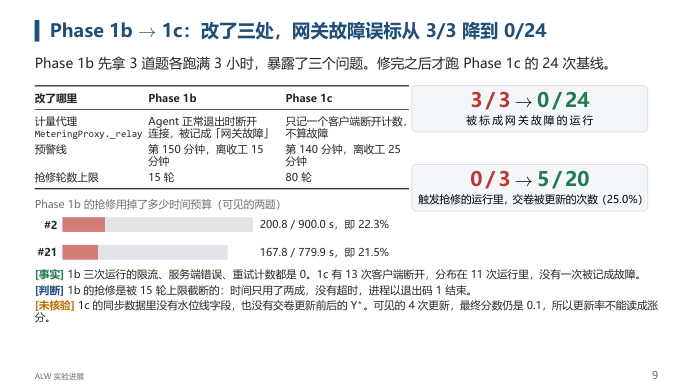 Phase 1b → 1c：改了三处，网关故障误标从 3/3 降到 0/24
Phase 1b 先拿 3 道题各跑满 3 小时，暴露了三个问题。修完之后才跑 Phase 1c 的 24 次基线。
改了哪里 Phase 1b Phase 1c
计量代理 Agent 正常退出时断开 只记一个客户端断开计数，
MeteringProxy._relay 连接，被记成「网关故障」 不算故障
预警线 第 150 分钟，离收工 15 第 140 分钟，离收工 25
分钟 分钟
抢修轮数上限 15 轮 80 轮
3/3→0/24
被标成网关故障的运行
0/3→5/20
触发抢修的运行里，交卷被更新的次数 (25.0%)
Phase 1b 的抢修用掉了多少时间预算（可见的两题）
#2 200.8 / 900.0 s，即 22.3%
#21 167.8 / 779.9 s，即 21.5%
[事实] 1b 三次运行的限流、服务端错误、重试计数都是 0。1c 有 13 次客户端断开，分布在 11 次运行里，没有一次被记成故障。
[判断] 1b 的抢修是被 15 轮上限截断的：时间只用了两成，没有超时，进程以退出码 1 结束。
[未核验] 1c 的同步数据里没有水位线字段，也没有交卷更新前后的 Y⁺。可见的 4 次更新，最终分数仍是 0.1，所以更新率不能读成涨
分。
ALW 实验进展
9